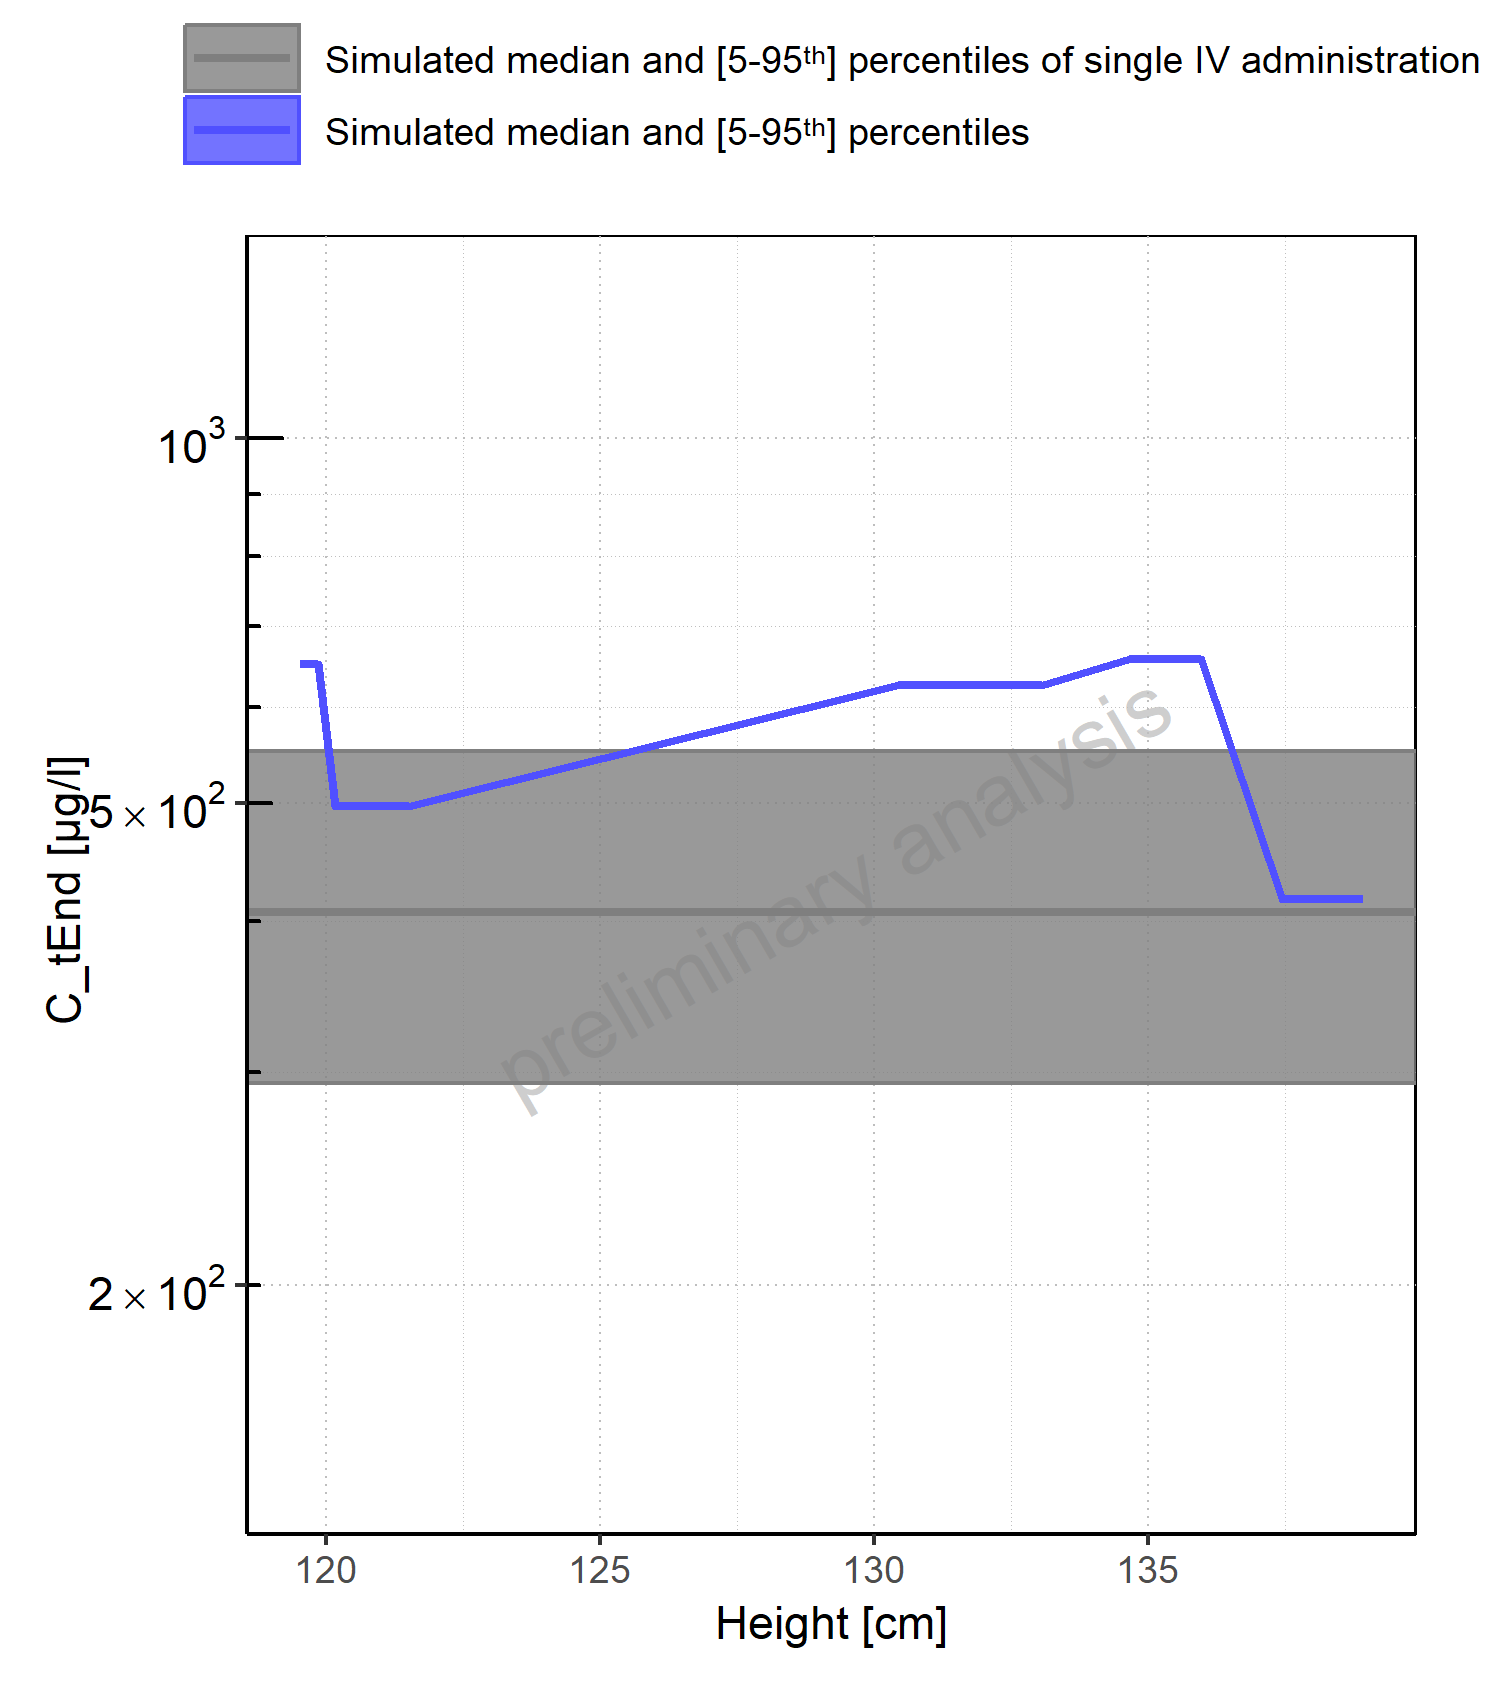 Simulated median and [5-95th] percentiles of single IV administration
Simulated median and [5-95th] percentiles
10³
5 × 10²
2 × 10²
C_tEnd [µg/l]
preliminary analysis
120 125 130 135
Height [cm]